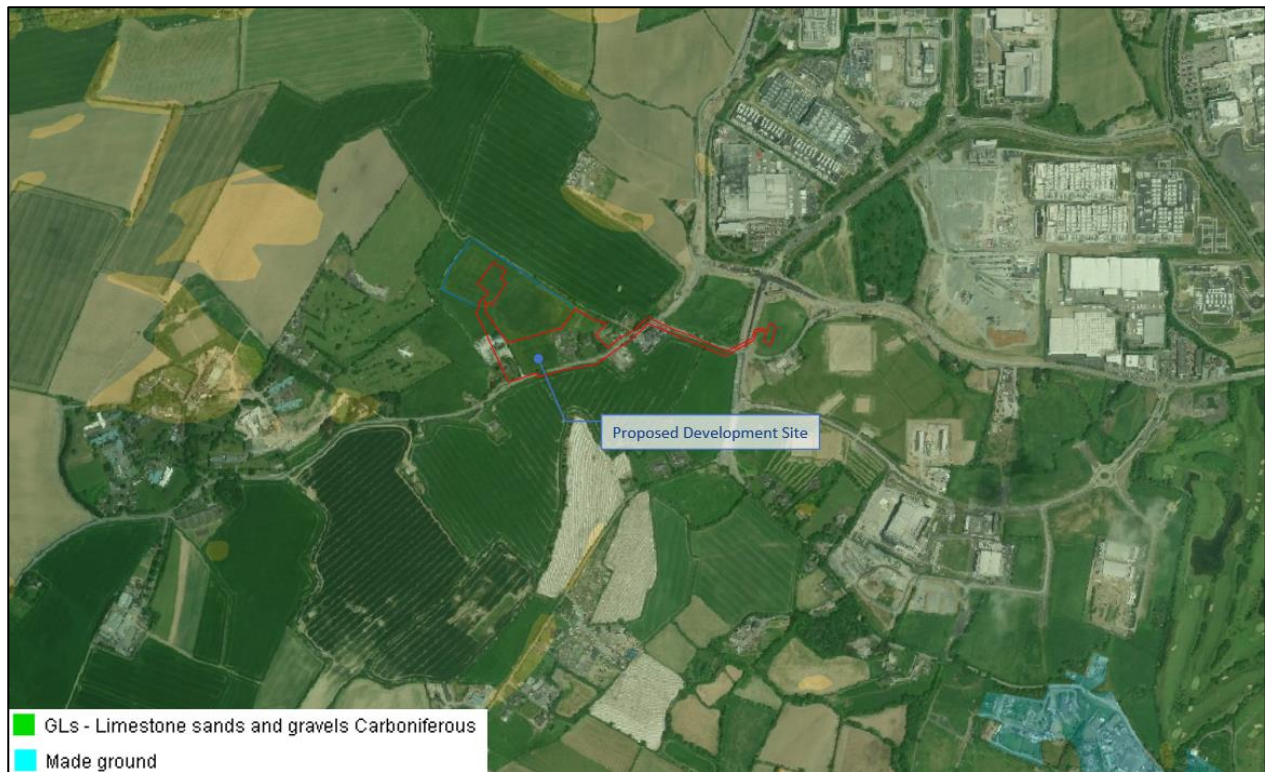 Proposed Development Site
GLs - Limestone sands and gravels Carboniferous
Made ground